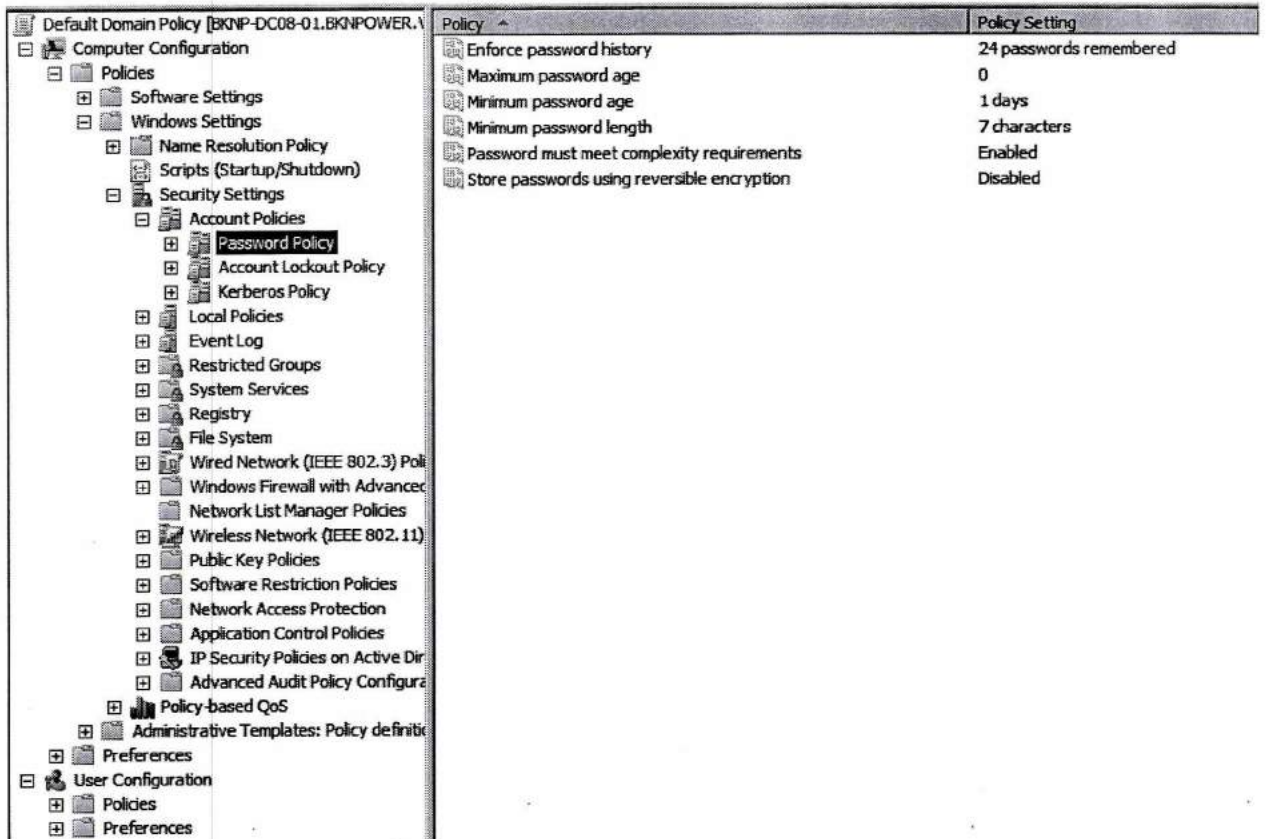 Default Domain Policy [BKNP-DC08-01.BKNPOWER.\
Computer Configuration
Policies
Software Settings
Windows Settings
Name Resolution Policy
Scripts (Startup/Shutdown)
Security Settings
Account Policies
Password Policy
Account Lockout Policy
Kerberos Policy
Local Policies
Event Log
Restricted Groups
System Services
Registry
File System
Wired Network (IEEE 802.3) Poli
Windows Firewall with Advanced
Network List Manager Policies
Wireless Network (IEEE 802.11)
Public Key Policies
Software Restriction Policies
Network Access Protection
Application Control Policies
IP Security Policies on Active Dir
Advanced Audit Policy Configura
Policy-based QoS
Administrative Templates: Policy definitio
Preferences
User Configuration
Policies
Preferences
Policy Policy Setting
Enforce password history 24 passwords remembered
Maximum password age 0
Minimum password age 1 days
Minimum password length 7 characters
Password must meet complexity requirements Enabled
Store passwords using reversible encryption Disabled